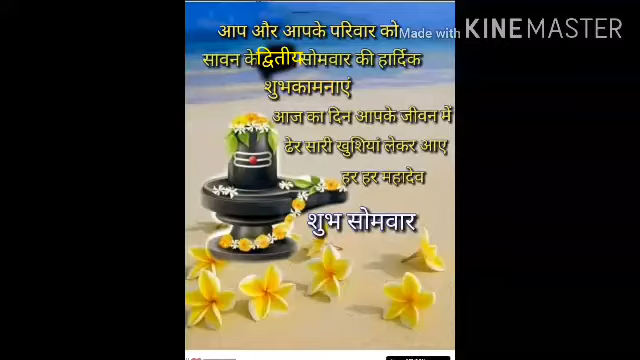 आप और आपके परिवार को
Made with KINEMASTER
सावन के द्वितीय सोमवार की हार्दिक
शुभकामनाएं
आज का दिन आपके जीवन में
ढेर सारी खुशियां लेकर आए
हर हर महादेव
शुभ सोमवार